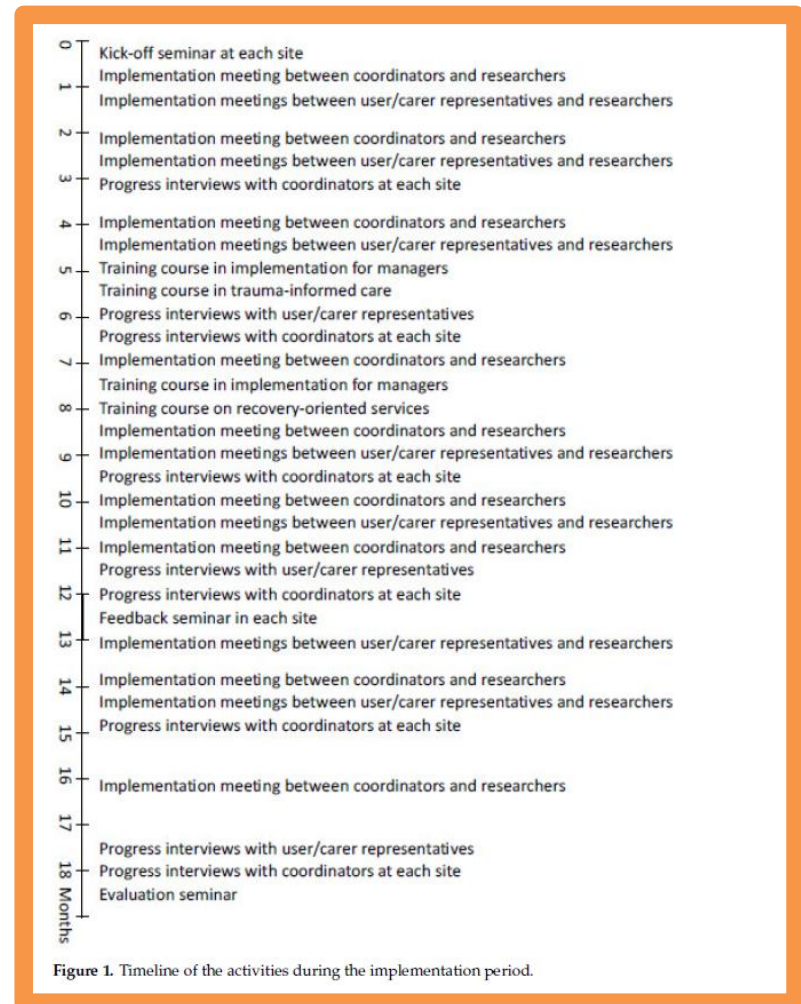 0
Kick-off seminar at each site
Implementation meeting between coordinators and researchers
1
Implementation meetings between user/carer representatives and researchers
2
Implementation meeting between coordinators and researchers
Implementation meetings between user/carer representatives and researchers
3
Progress interviews with coordinators at each site
4
Implementation meeting between coordinators and researchers
Implementation meetings between user/carer representatives and researchers
5
Training course in implementation for managers
Training course in trauma-informed care
6
Progress interviews with user/carer representatives
Progress interviews with coordinators at each site
7
Implementation meeting between coordinators and researchers
Training course in implementation for managers
8
Training course on recovery-oriented services
Implementation meeting between coordinators and researchers
9
Implementation meetings between user/carer representatives and researchers
Progress interviews with coordinators at each site
10
Implementation meeting between coordinators and researchers
Implementation meetings between user/carer representatives and researchers
11
Implementation meeting between coordinators and researchers
Progress interviews with user/carer representatives
12
Progress interviews with coordinators at each site
Feedback seminar in each site
13
Implementation meetings between user/carer representatives and researchers
14
Implementation meeting between coordinators and researchers
Implementation meetings between user/carer representatives and researchers
15
Progress interviews with coordinators at each site
16
Implementation meeting between coordinators and researchers
17
Progress interviews with user/carer representatives
18 Months
Progress interviews with coordinators at each site
Evaluation seminar
Figure 1. Timeline of the activities during the implementation period.